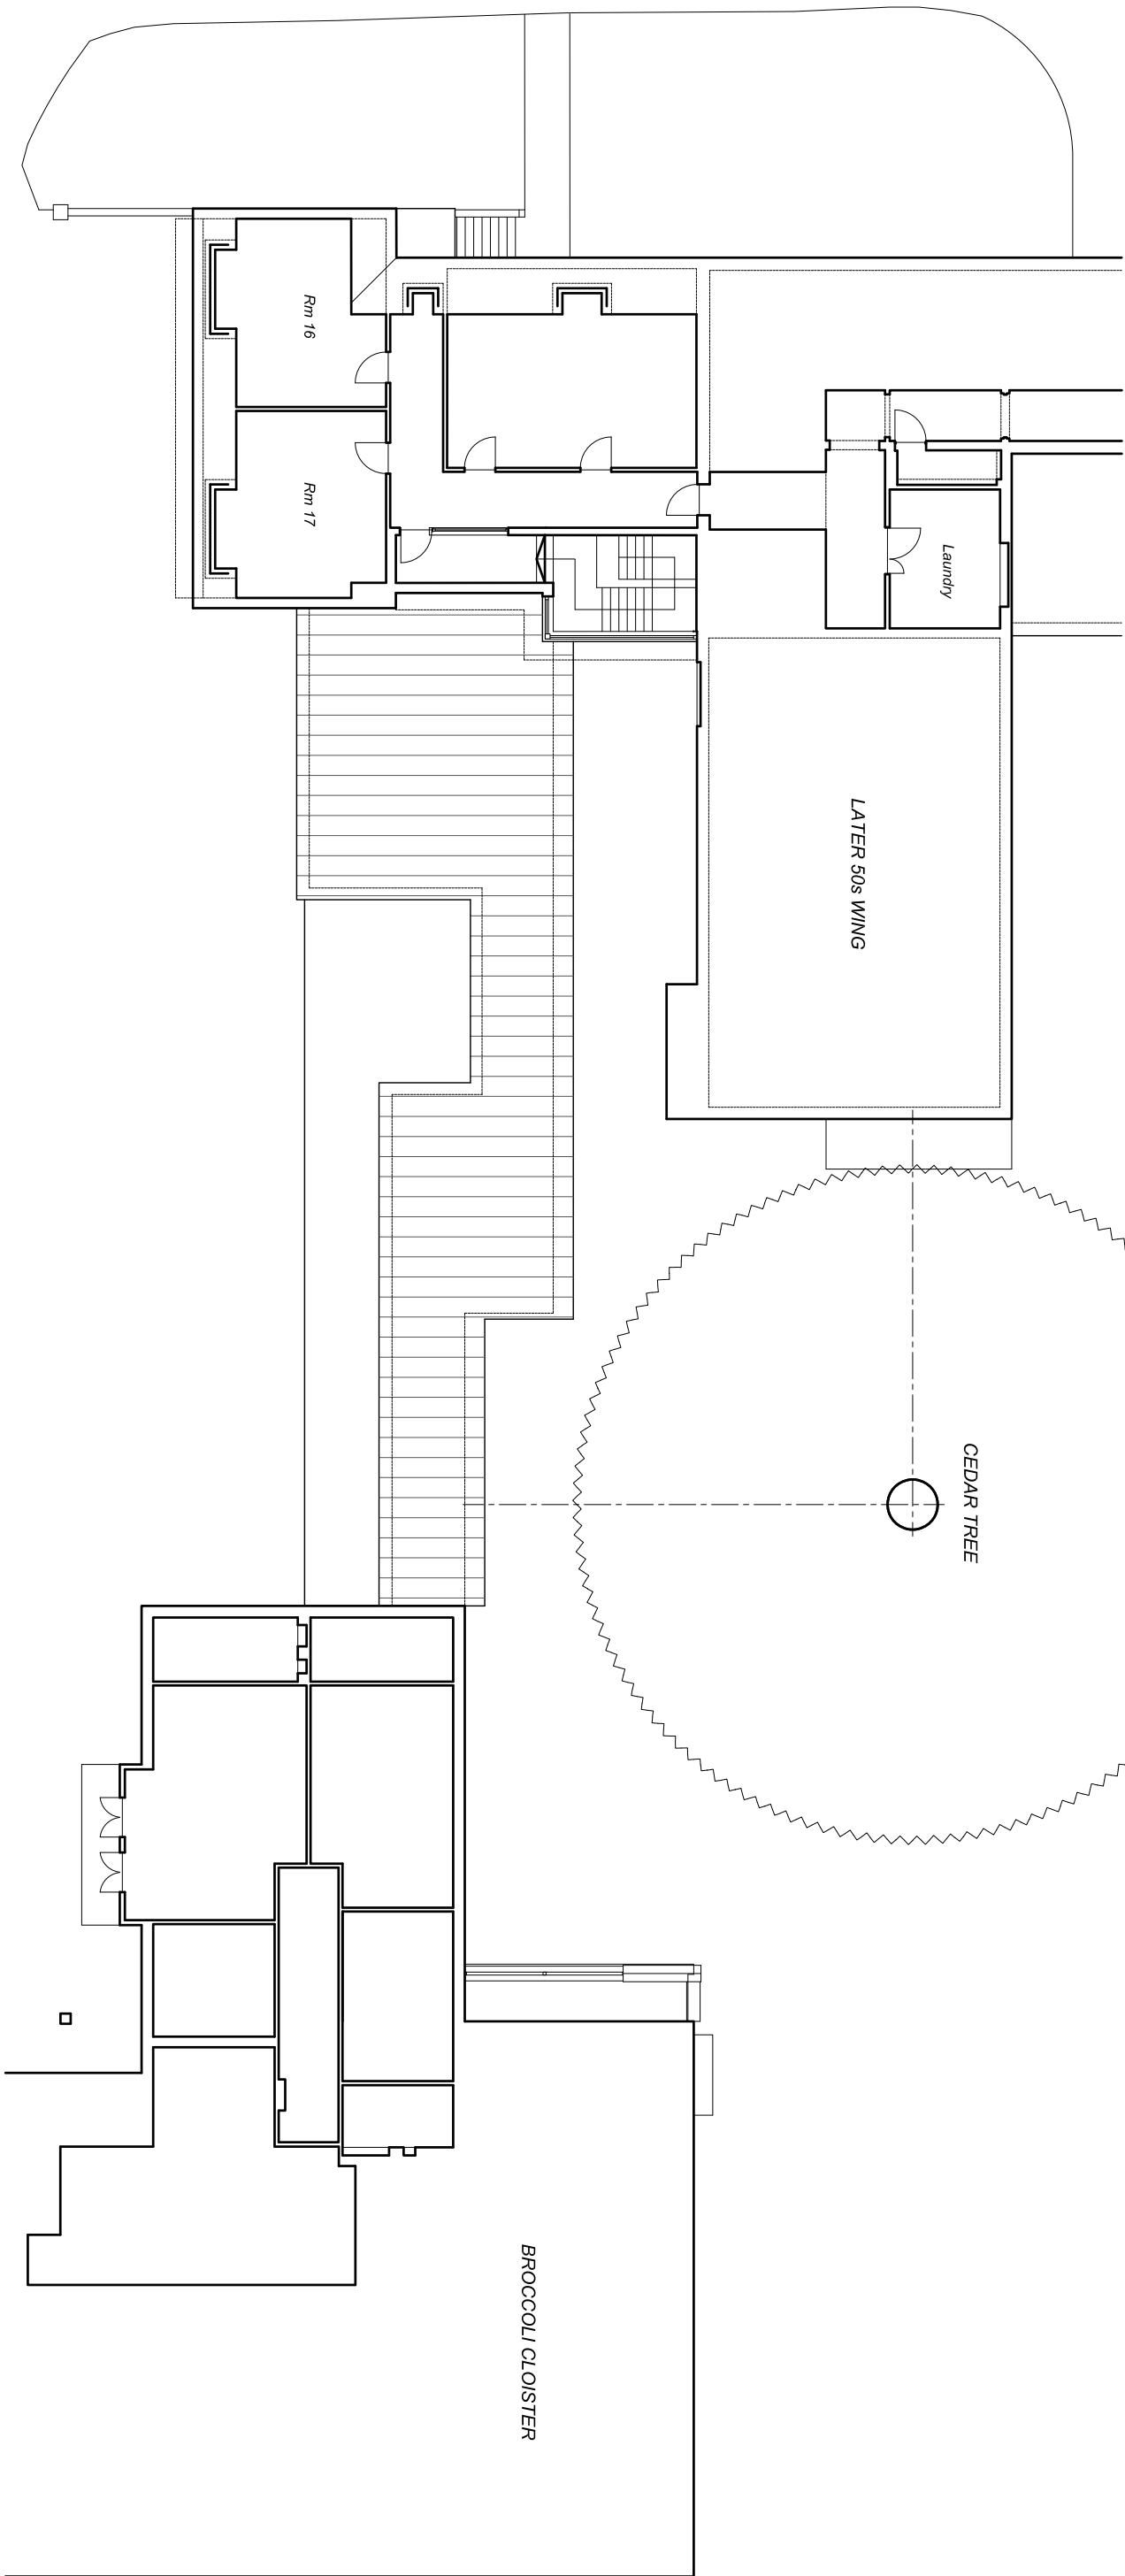 Rm 16
Rm 17
Laundry
LATER 50s WING
CEDAR TREE
BROCCOLI CLOISTER